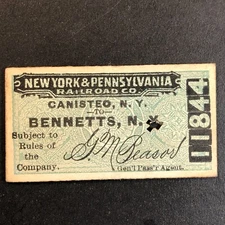 NEW YORK & PENNSYLVANIA
RAILROAD CO.
CANISTEO, N. Y.
-TO-
BENNETTS, N.
Subject to
Rules of
the
Company.
Gen'l Pass'r Agent.
11844